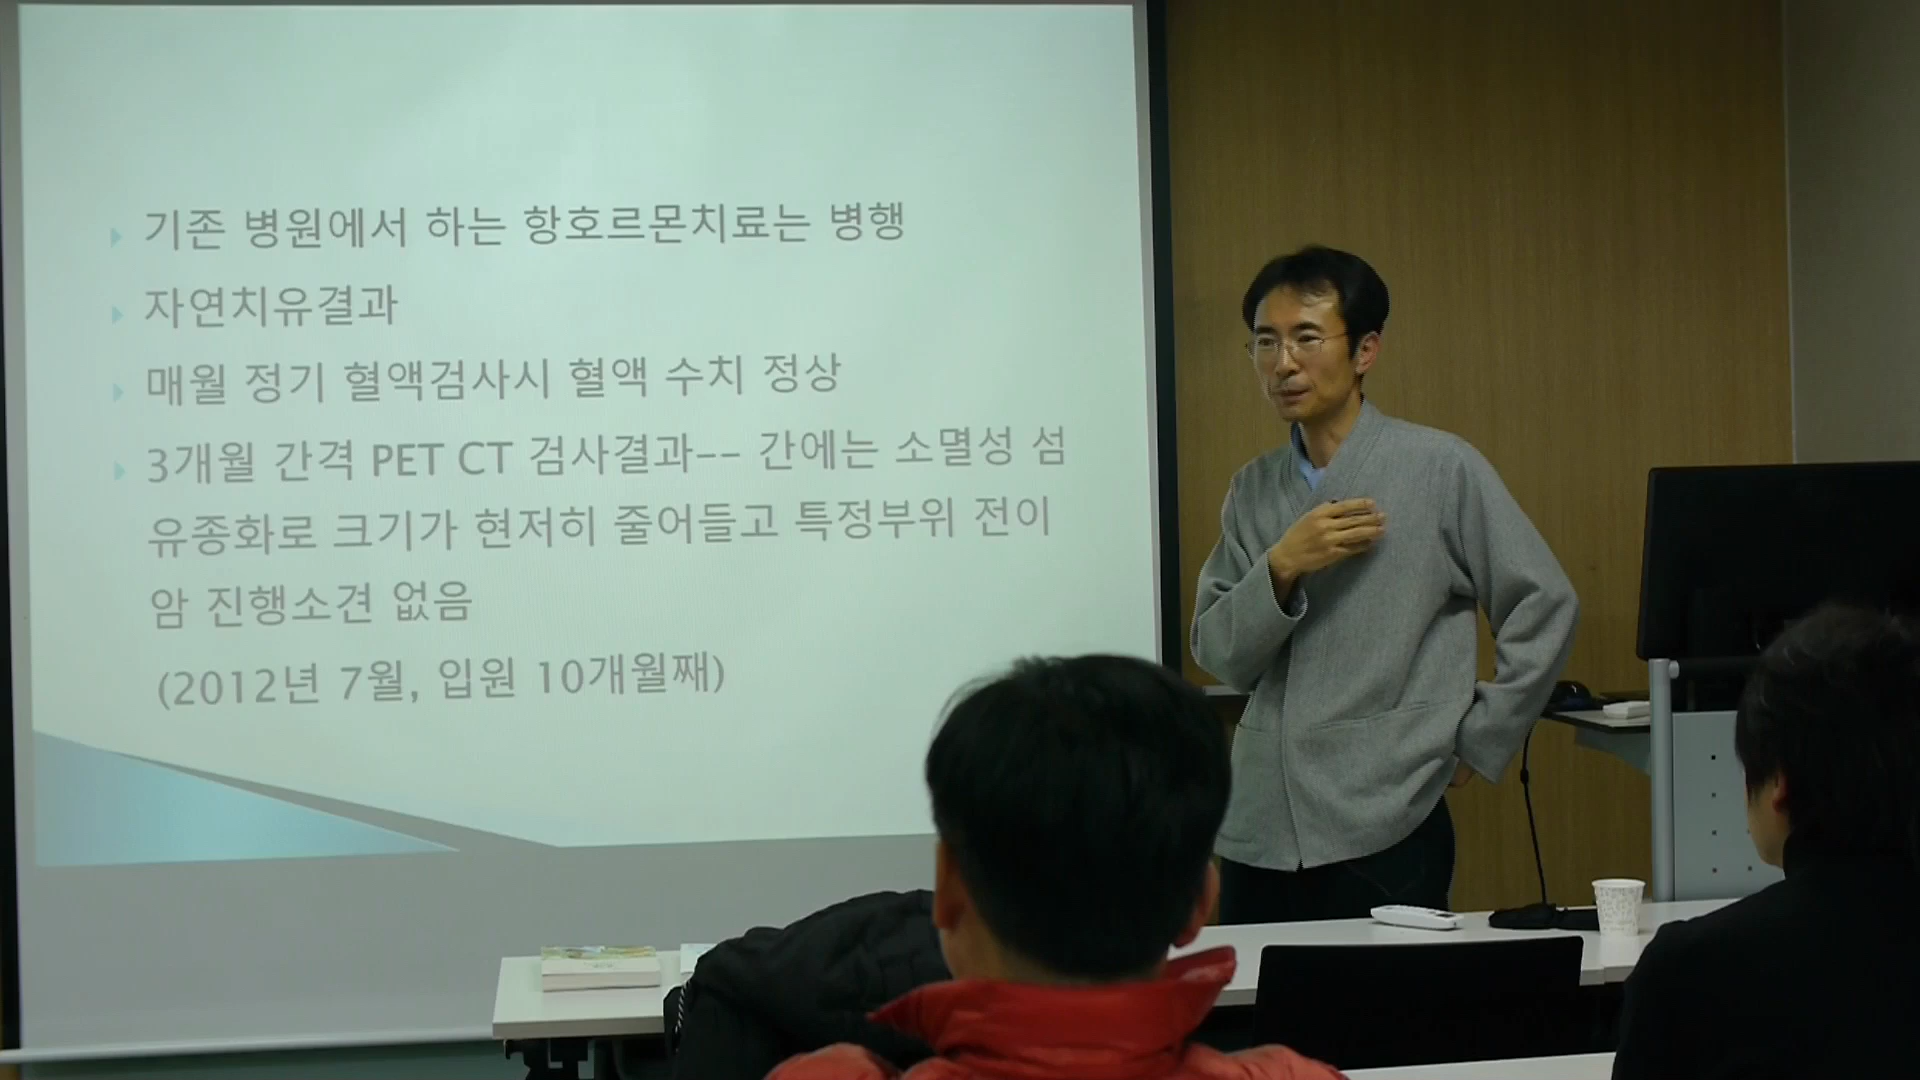 기존 병원에서 하는 항호르몬치료는 병행
자연치유결과
매월 정기 혈액검사시 혈액 수치 정상
3개월 간격 PET CT 검사결과-- 간에는 소멸성 섬
유종화로 크기가 현저히 줄어들고 특정부위 전이
암 진행소견 없음
(2012년 7월, 입원 10개월째)